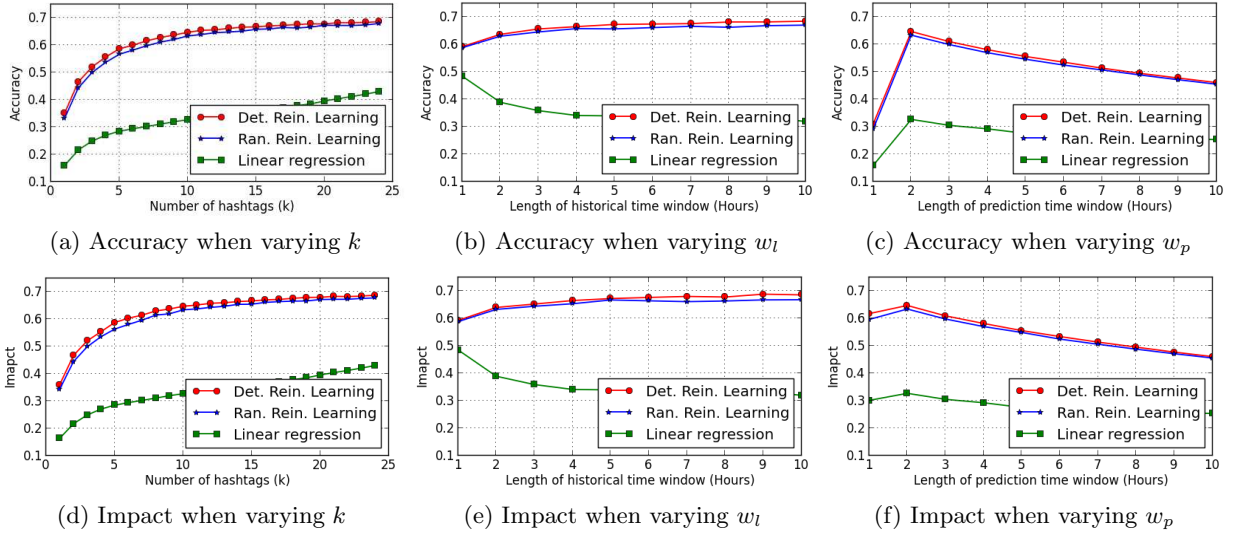 0.7
0.6
0.5
0.4
0.3
0.2
0.1
Accuracy
Det. Rein. Learning
Ran. Rein. Learning
Linear regression
0 5 10 15 20 25
Number of hashtags (k)
(a) Accuracy when varying k
0.7
0.6
0.5
0.4
0.3
0.2
0.1
Accuracy
Det. Rein. Learning
Ran. Rein. Learning
Linear regression
1 2 3 4 5 6 7 8 9 10
Length of historical time window (Hours)
(b) Accuracy when varying w_l
0.7
0.6
0.5
0.4
0.3
0.2
0.1
Accuracy
Det. Rein. Learning
Ran. Rein. Learning
Linear regression
1 2 3 4 5 6 7 8 9 10
Length of prediction time window (Hours)
(c) Accuracy when varying w_p
0.7
0.6
0.5
0.4
0.3
0.2
0.1
Imapct
Det. Rein. Learning
Ran. Rein. Learning
Linear regression
0 5 10 15 20 25
Number of hashtags (k)
(d) Impact when varying k
0.7
0.6
0.5
0.4
0.3
0.2
0.1
Imapct
Det. Rein. Learning
Ran. Rein. Learning
Linear regression
1 2 3 4 5 6 7 8 9 10
Length of historical time window (Hours)
(e) Impact when varying w_l
0.7
0.6
0.5
0.4
0.3
0.2
0.1
Imapct
Det. Rein. Learning
Ran. Rein. Learning
Linear regression
1 2 3 4 5 6 7 8 9 10
Length of prediction time window (Hours)
(f) Impact when varying w_p